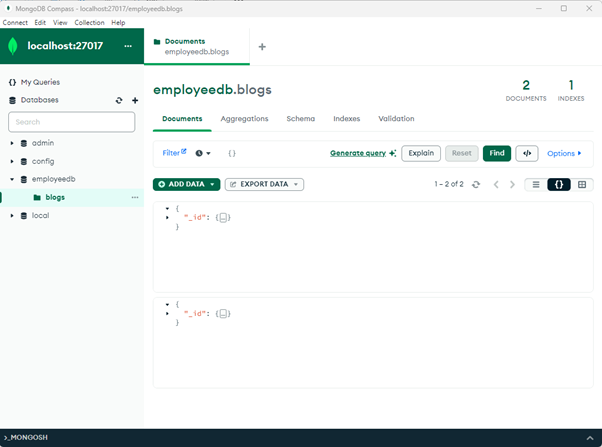 MongoDB Compass - localhost:27017/employeedb.blogs
Connect Edit View Collection Help
localhost:27017 ...
Documents
employeedb.blogs
+
{} My Queries
Databases
Search
admin
config
employeedb
blogs ...
local
employeedb.blogs
2 DOCUMENTS
1 INDEXES
Documents Aggregations Schema Indexes Validation
Filter {} Generate query Explain Reset Find </> Options
ADD DATA EXPORT DATA 1 – 2 of 2 {}
{
"_id": {…}
}
{
"_id": {…}
}
>_MONGOSH